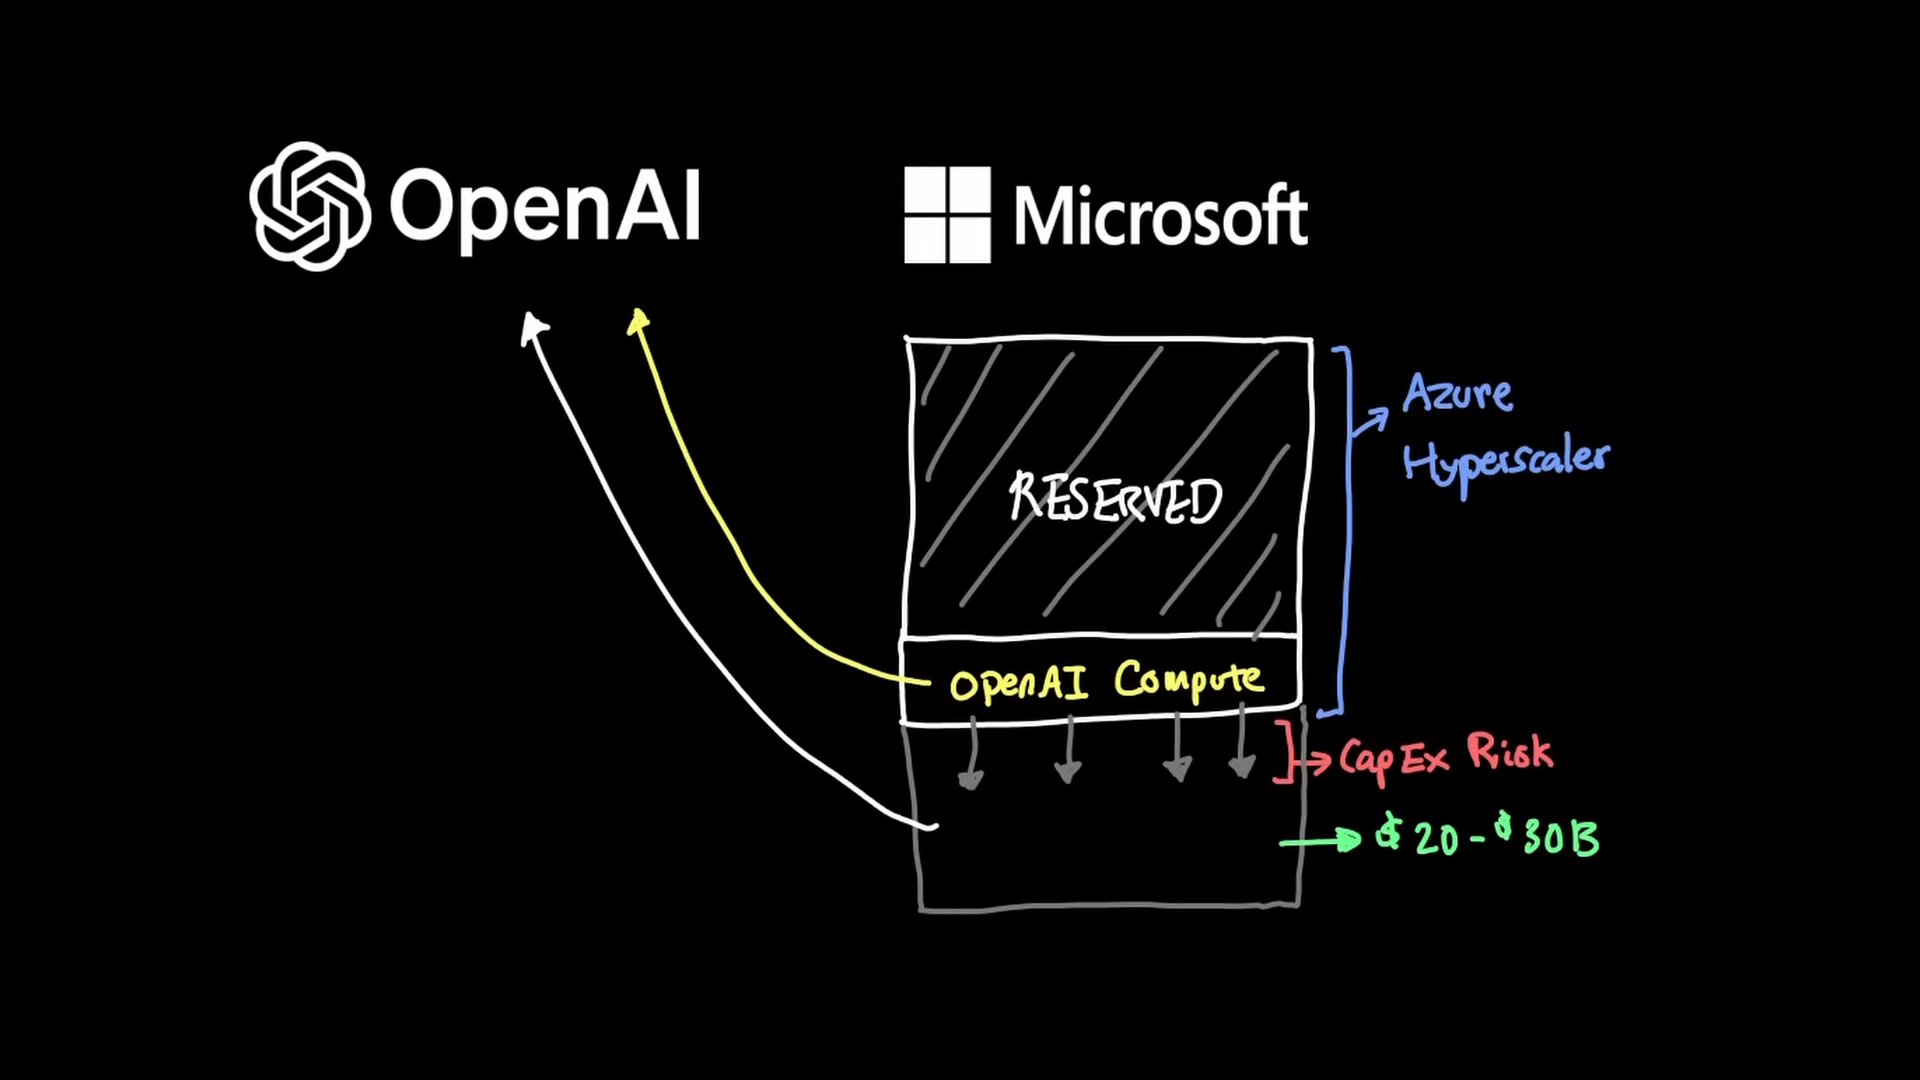 OpenAI
Microsoft
Azure
Hyperscaler
RESERVED
OpenAI Compute
CapEx Risk
$20-$30B